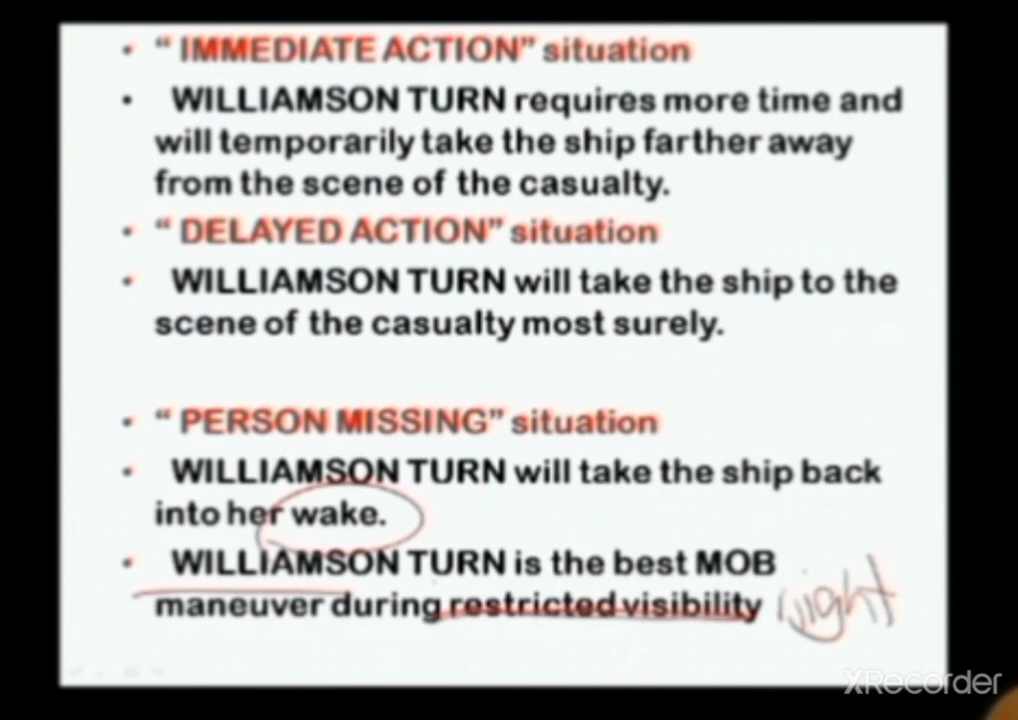 • “ IMMEDIATE ACTION” situation
• WILLIAMSON TURN requires more time and
will temporarily take the ship farther away
from the scene of the casualty.
• “ DELAYED ACTION” situation
• WILLIAMSON TURN will take the ship to the
scene of the casualty most surely.
• “ PERSON MISSING” situation
• WILLIAMSON TURN will take the ship back
into her wake.
• WILLIAMSON TURN is the best MOB
maneuver during restricted visibility night
XRecorder